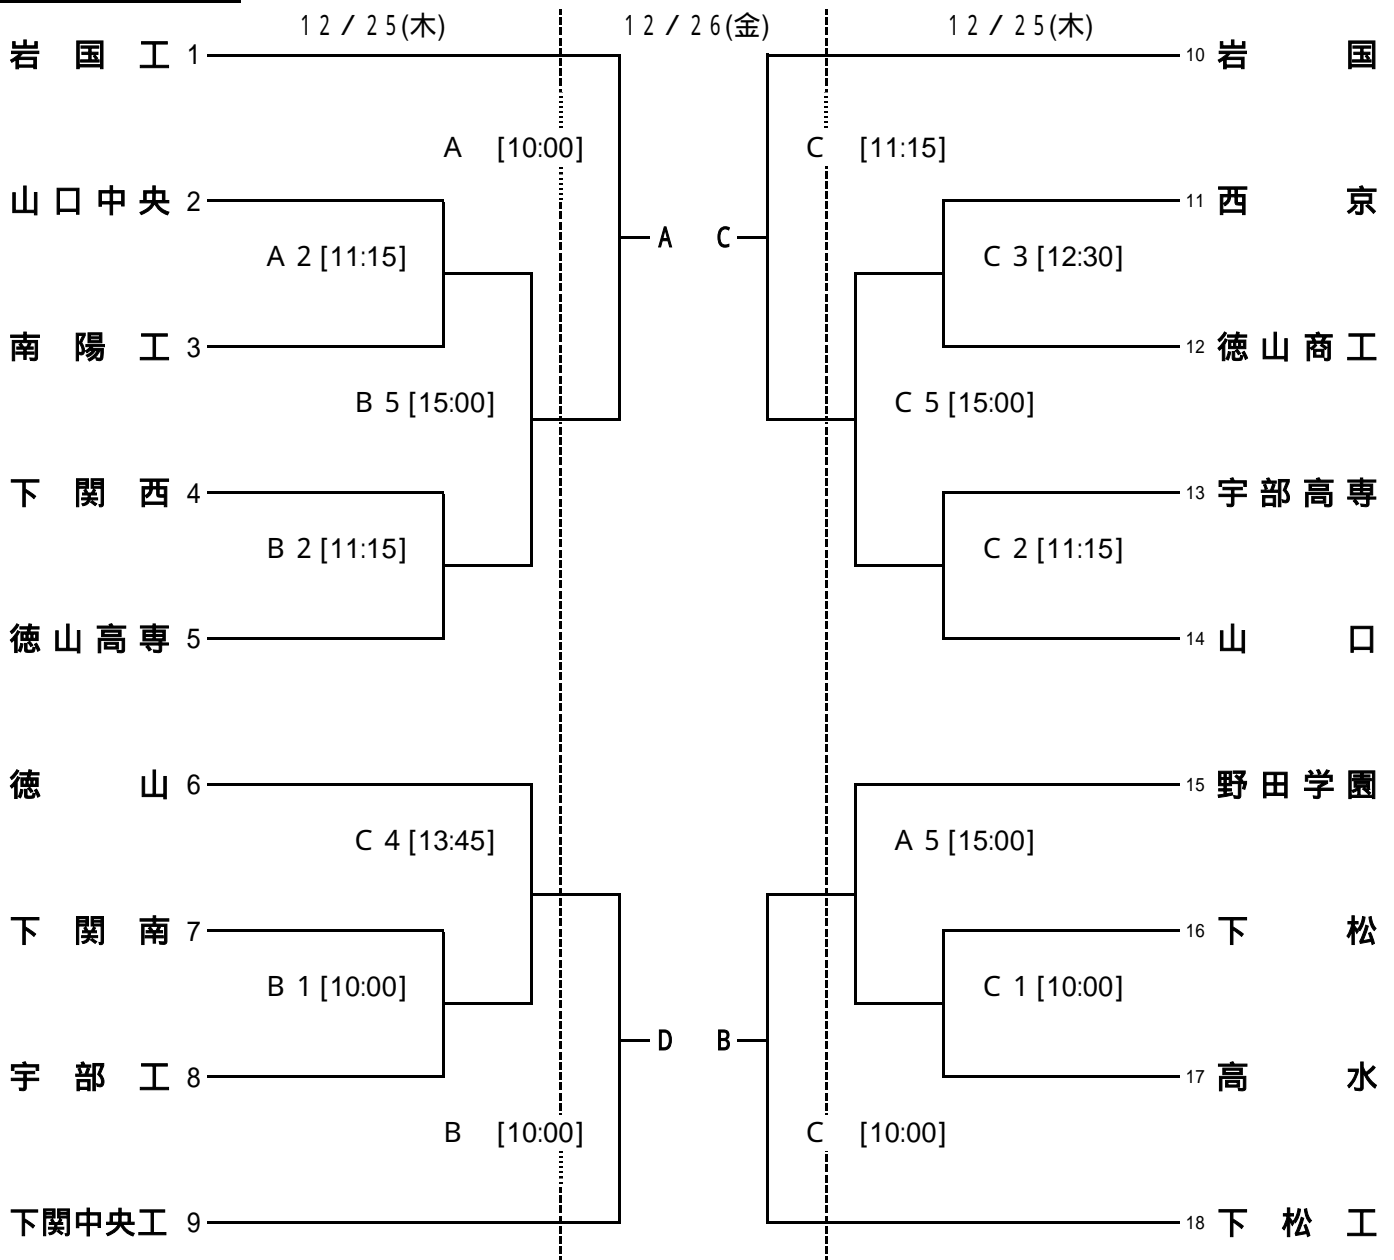 12/25(木) 12/26(金) 12/25(木)
岩国工 1 10 岩国
A [10:00] C [11:15]
山口中央 2 11 西京
A C
A 2 [11:15] C 3 [12:30]
南陽工 3 12 徳山商工
B 5 [15:00] C 5 [15:00]
下関西 4 13 宇部高専
B 2 [11:15] C 2 [11:15]
徳山高専 5 14 山口
徳山 6 15 野田学園
C 4 [13:45] A 5 [15:00]
下関南 7 16 下松
B 1 [10:00] C 1 [10:00]
D B
宇部工 8 17 高水
B [10:00] C [10:00]
下関中央工 9 18 下松工